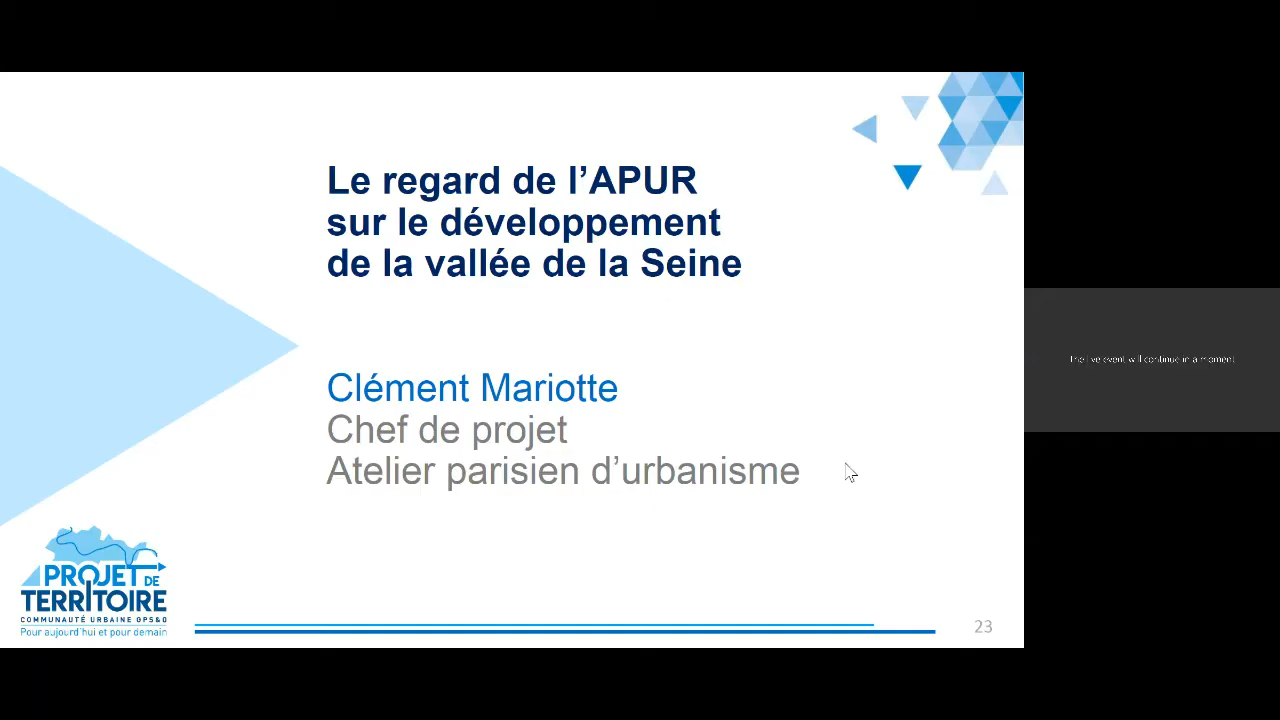 Le regard de l’APUR
sur le développement
de la vallée de la Seine
Clément Mariotte
Chef de projet
Atelier parisien d’urbanisme
PROJET DE
TERRITOIRE
COMMUNAUTÉ URBAINE GPS&O
Pour aujourd'hui et pour demain
23
The live event will continue in a moment